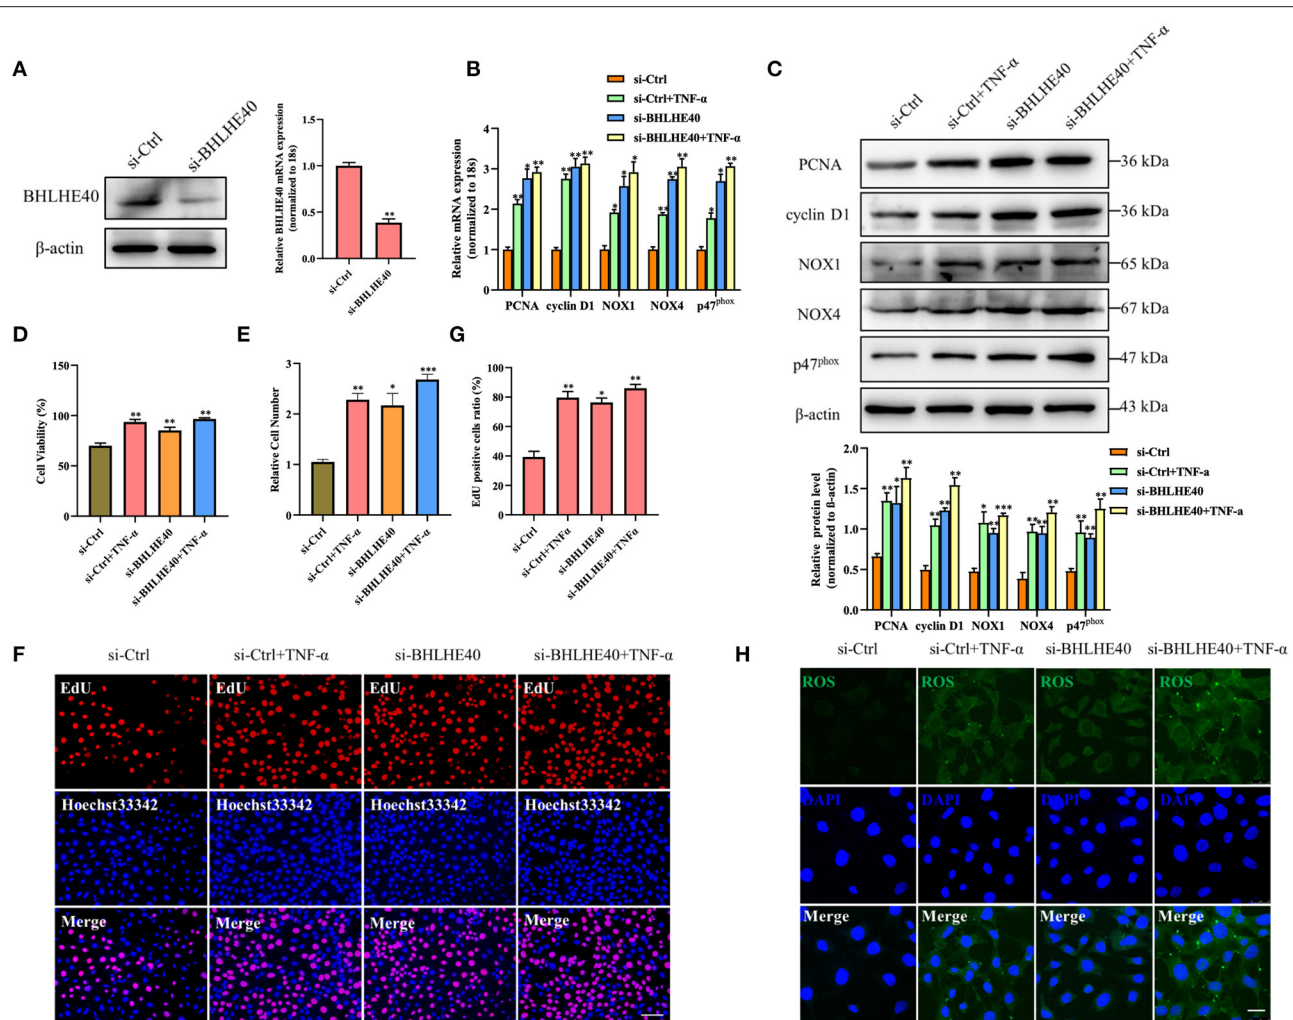 A
si-Ctrl
si-BHLHE40
BHLHE40
β-actin
Relative BHLHE40 mRNA expression
(normalized to 18s)
1.5
1.0
0.5
0.0
**
si-Ctrl
si-BHLHE40
B
si-Ctrl
si-Ctrl+TNF-α
si-BHLHE40
si-BHLHE40+TNF-α
Relative mRNA expression
(normalized to 18s)
4
3
2
1
0
** * **
** ** **
* * *
** ** **
* * **
PCNA cyclin D1 NOX1 NOX4 p47phox
C
si-Ctrl
si-Ctrl+TNF-α
si-BHLHE40
si-BHLHE40+TNF-α
PCNA 36 kDa
cyclin D1 36 kDa
NOX1 65 kDa
NOX4 67 kDa
p47phox 47 kDa
β-actin 43 kDa
si-Ctrl
si-Ctrl+TNF-a
si-BHLHE40
si-BHLHE40+TNF-a
Relative protein level
(normalized to ß-actin)
2.0
1.5
1.0
0.5
0.0
** * **
** ** **
* ** ***
** ** **
** ** **
PCNA cyclin D1 NOX1 NOX4 p47phox
D
Cell Viability (%)
150
100
50
0
** ** **
si-Ctrl
si-Ctrl+TNF-α
si-BHLHE40
si-BHLHE40+TNF-α
E
Relative Cell Number
3
2
1
0
** * ***
si-Ctrl
si-Ctrl+TNF-α
si-BHLHE40
si-BHLHE40+TNF-α
G
EdU positive cells ratio (%)
100
80
60
40
20
0
** * **
si-Ctrl
si-Ctrl+TNFα
si-BHLHE40
si-BHLHE40+TNFα
F
si-Ctrl si-Ctrl+TNF-α si-BHLHE40 si-BHLHE40+TNF-α
EdU EdU EdU EdU
Hoechst33342 Hoechst33342 Hoechst33342 Hoechst33342
Merge Merge Merge Merge
H
si-Ctrl si-Ctrl+TNF-α si-BHLHE40 si-BHLHE40+TNF-α
ROS ROS ROS ROS
DAPI DAPI DAPI DAPI
Merge Merge Merge Merge